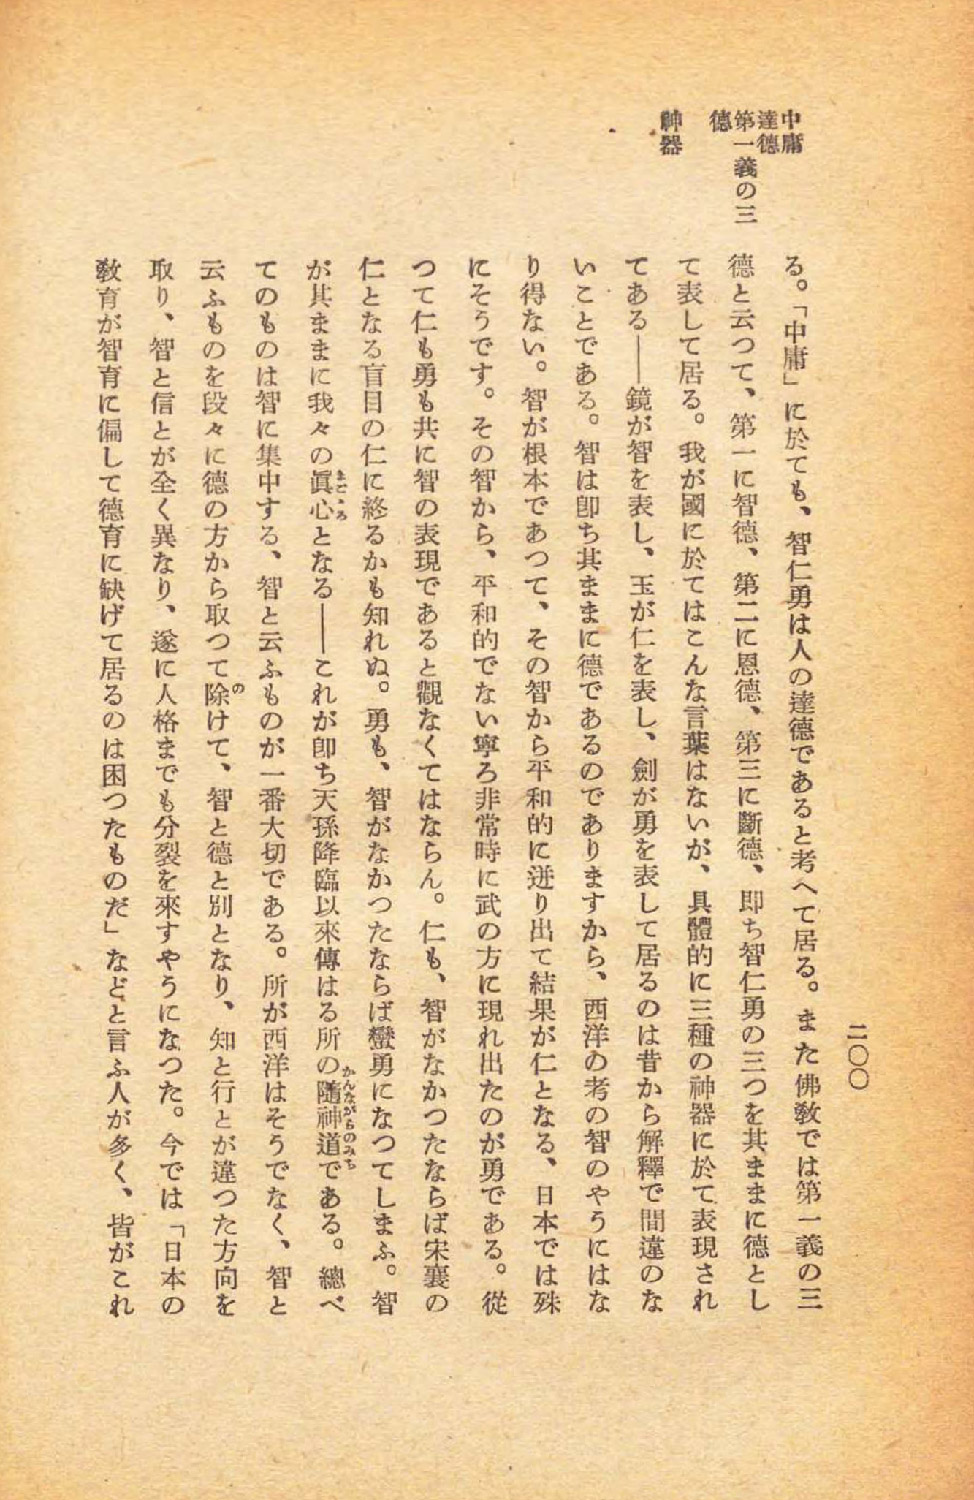 二〇〇
中庸
達德
第一義の三
德
神器
る。「中庸」に於ても、智仁勇は人の達德であると考へて居る。また佛敎では第一義の三
德と云つて、第一に智德、第二に恩德、第三に斷德、卽ち智仁勇の三つを其ままに德とし
て表して居る。我が國に於てはこんな言葉はないが、具體的に三種の神器に於て表現され
てある——鏡が智を表し、玉が仁を表し、劍が勇を表して居るのは昔から解釋で間違のな
いことである。智は卽ち其ままに德であるのでありますから、西洋の考の智のやうにはな
り得ない。智が根本であつて、その智から平和的に迸り出て結果が仁となる、日本では殊
にそうです。その智から、平和的でない寧ろ非常時に武の方に現れ出たのが勇である。從
つて仁も勇も共に智の表現であると觀なくてはならん。仁も、智がなかつたならば宋襄の
仁となる盲目の仁に終るかも知れぬ。勇も、智がなかつたならば蠻勇になつてしまふ。智
が其ままに我々の眞心まごころとなる——これが卽ち天孫降臨以來傳はる所の隨神道かんながらのみちである。總べ
てのものは智に集中する、智と云ふものが一番大切である。所が西洋はそうでなく、智と
云ふものを段々に德の方から取つて除のけて、智と德と別となり、知と行とが違つた方向を
取り、智と信とが全く異なり、遂に人格までも分裂を來すやうになつた。今では「日本の
敎育が智育に偏して德育に缺げて居るのは困つたものだ」などと言ふ人が多く、皆がこれ